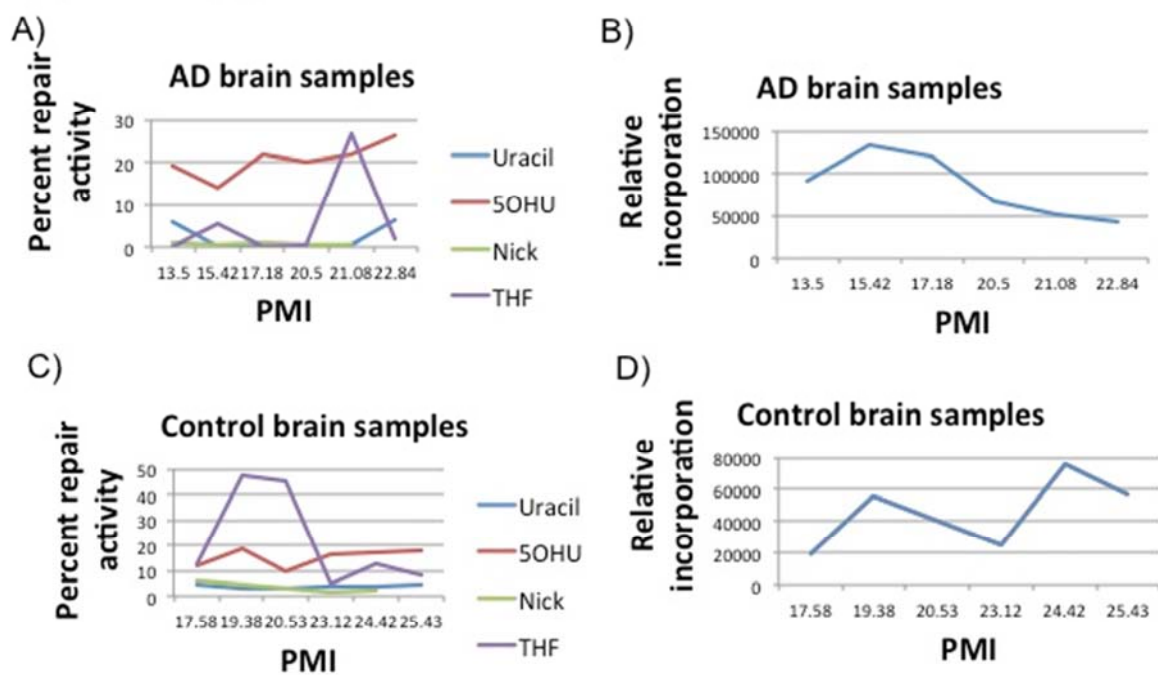 A)
AD brain samples
Percent repair
activity
30
20
10
0
13.5 15.42 17.18 20.5 21.08 22.84
PMI
Uracil
5OHU
Nick
THF
B)
AD brain samples
Relative
incorporation
150000
100000
50000
0
13.5 15.42 17.18 20.5 21.08 22.84
PMI
C)
Control brain samples
Percent repair
activity
50
40
30
20
10
0
17.58 19.38 20.53 23.12 24.42 25.43
PMI
Uracil
5OHU
Nick
THF
D)
Control brain samples
Relative
incorporation
80000
60000
40000
20000
0
17.58 19.38 20.53 23.12 24.42 25.43
PMI